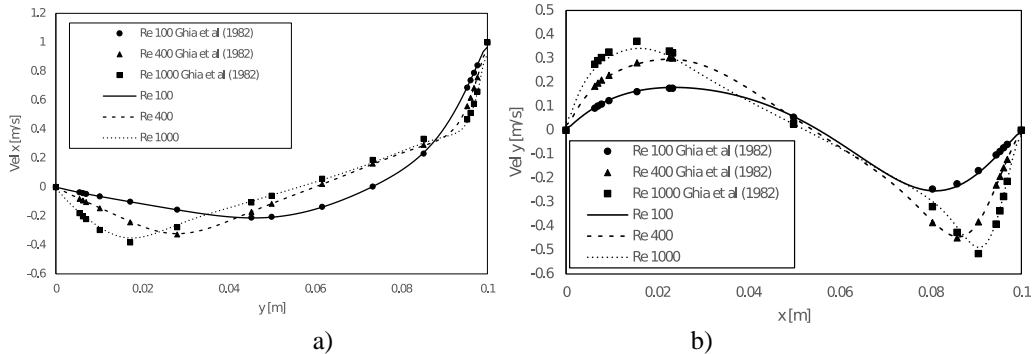 1.2
1
0.8
0.6
0.4
0.2
0
-0.2
-0.4
-0.6
Vel x [m/s]
Re 100 Ghia et al (1982)
Re 400 Ghia et al (1982)
Re 1000 Ghia et al (1982)
Re 100
Re 400
Re 1000
0 0.02 0.04 0.06 0.08 0.1
y [m]
a)
0.5
0.4
0.3
0.2
0.1
0
-0.1
-0.2
-0.3
-0.4
-0.5
-0.6
Vel y [m/s]
Re 100 Ghia et al (1982)
Re 400 Ghia et al (1982)
Re 1000 Ghia et al (1982)
Re 100
Re 400
Re 1000
0 0.02 0.04 0.06 0.08 0.1
x [m]
b)